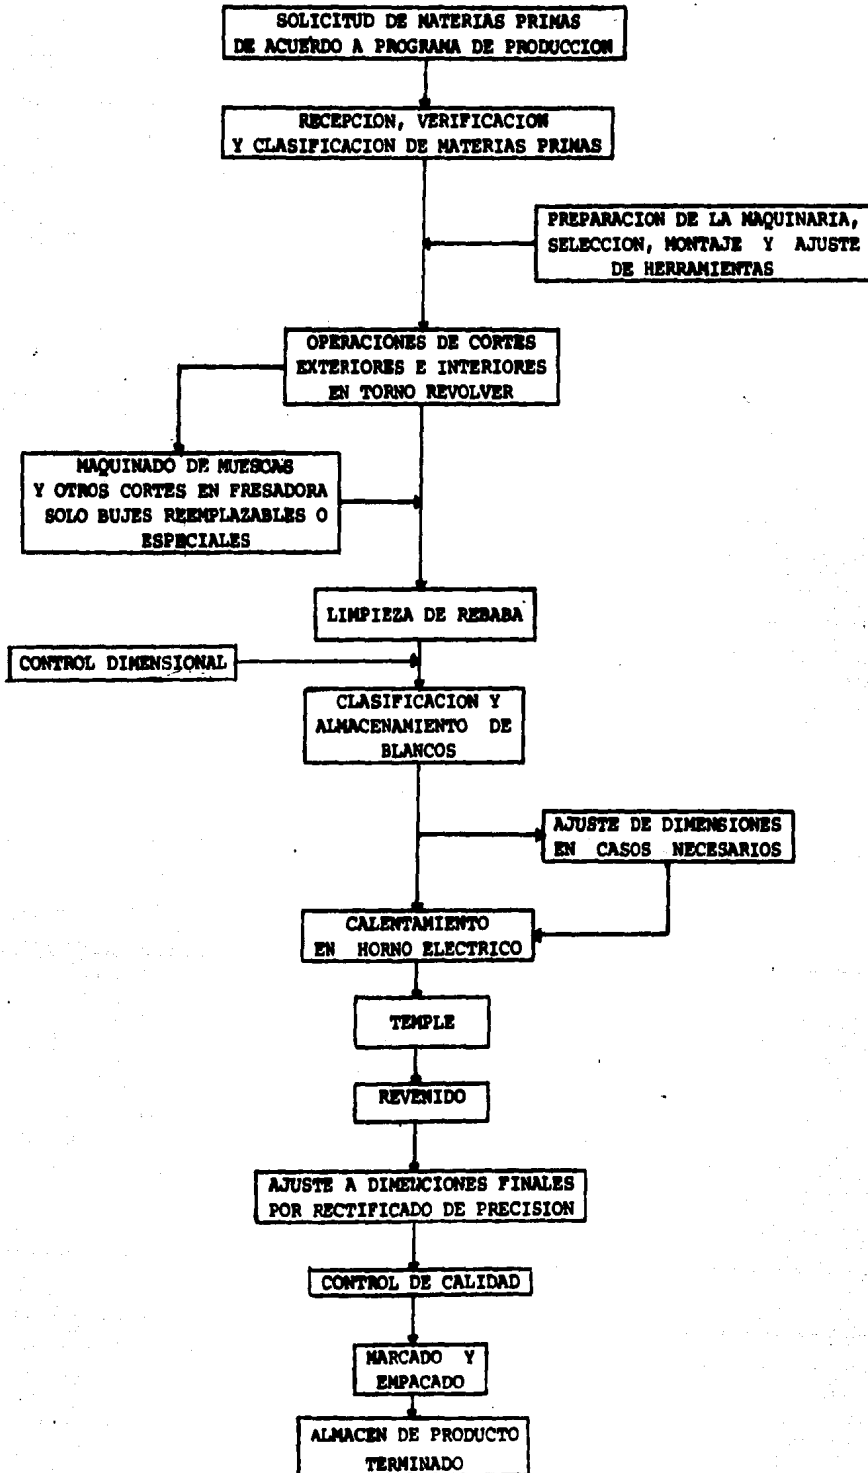 SOLICITUD DE MATERIAS PRIMAS
DE ACUERDO A PROGRAMA DE PRODUCCION
RECEPCION, VERIFICACION
Y CLASIFICACION DE MATERIAS PRIMAS
PREPARACION DE LA MAQUINARIA,
SELECCION, MONTAJE Y AJUSTE
DE HERRAMIENTAS
OPERACIONES DE CORTES
EXTERIORES E INTERIORES
EN TORNO REVOLVER
MAQUINADO DE MUESCAS
Y OTROS CORTES EN FRESADORA
SOLO BUJES REEMPLAZABLES O
ESPECIALES
LIMPIEZA DE REBABA
CONTROL DIMENSIONAL
CLASIFICACION Y
ALMACENAMIENTO DE
BLANCOS
AJUSTE DE DIMENSIONES
EN CASOS NECESARIOS
CALENTAMIENTO
EN HORNO ELECTRICO
TEMPLE
REVENIDO
AJUSTE A DIMENCIONES FINALES
POR RECTIFICADO DE PRECISION
CONTROL DE CALIDAD
MARCADO Y
EMPACADO
ALMACEN DE PRODUCTO
TERMINADO